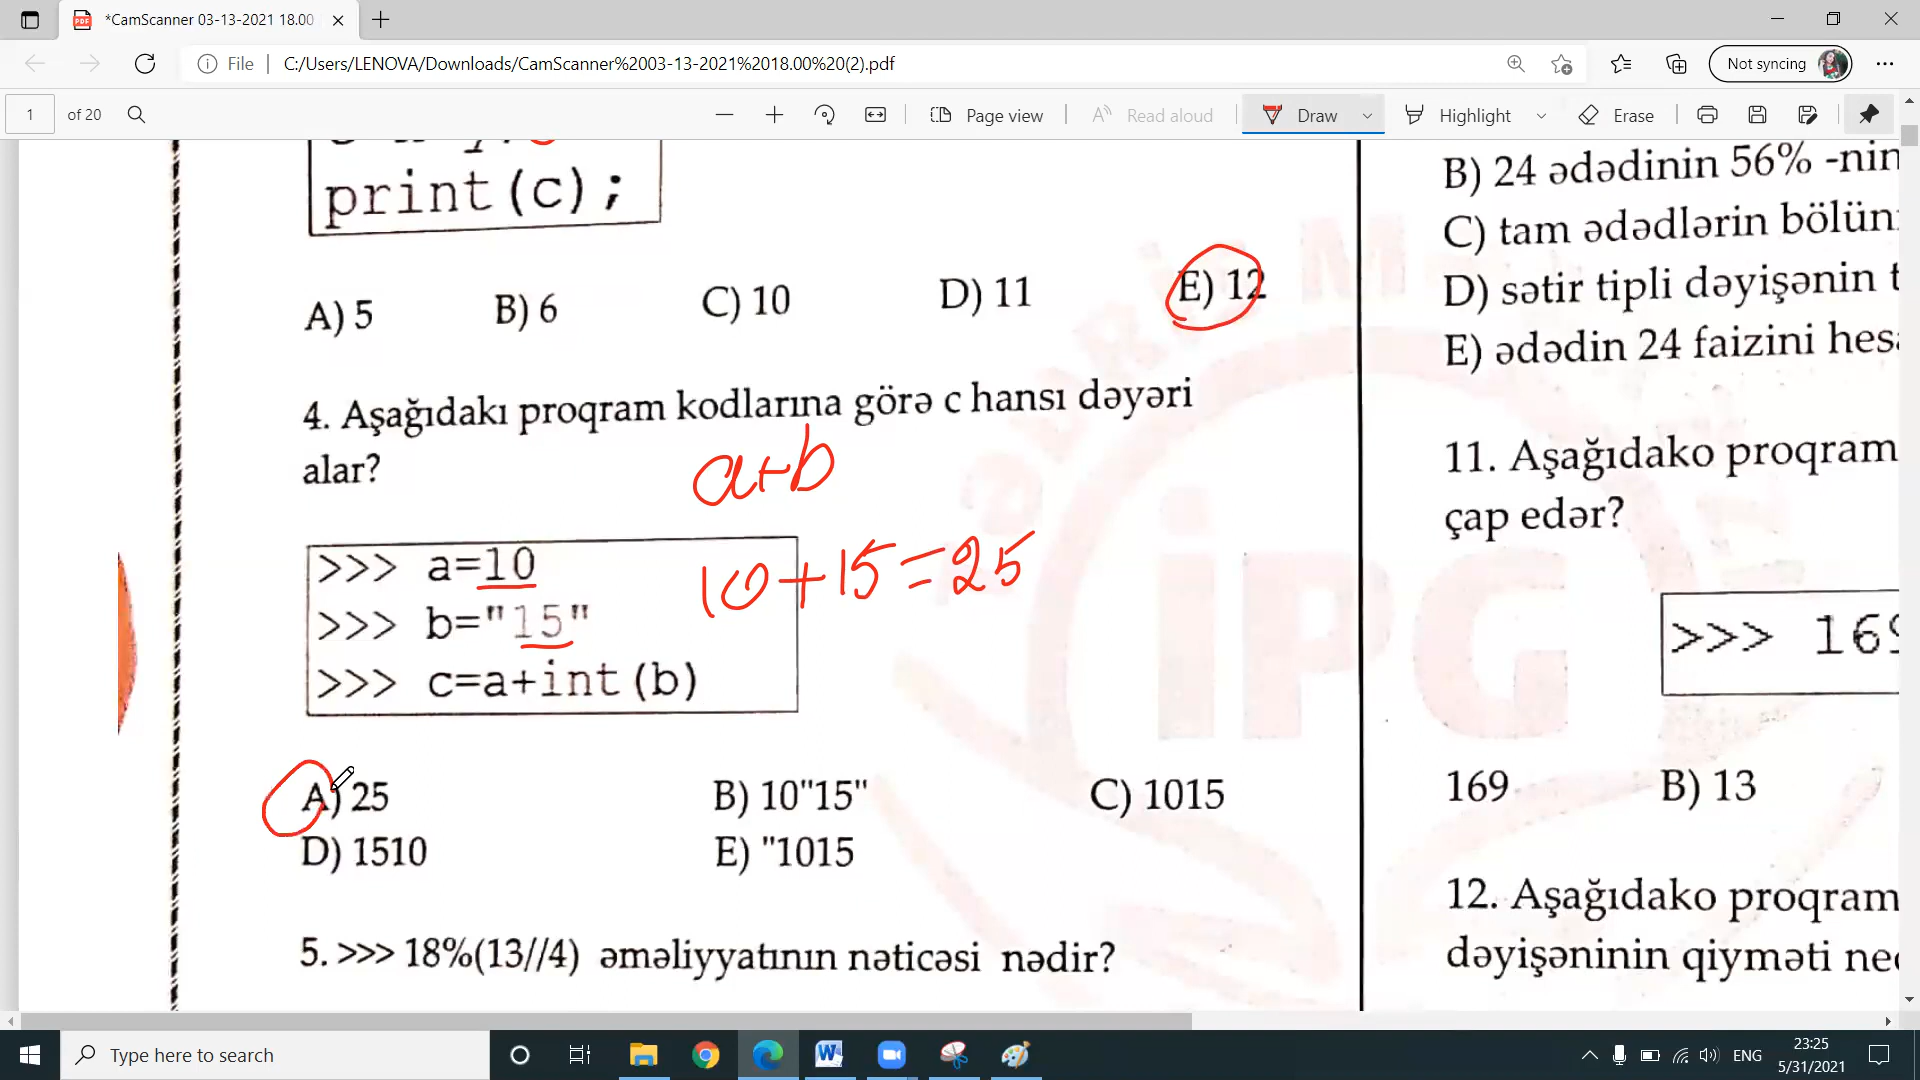 *CamScanner 03-13-2021 18.00
File
C:/Users/LENOVA/Downloads/CamScanner%2003-13-2021%2018.00%20(2).pdf
Not syncing
1 of 20
Page view
Read aloud
Draw
Highlight
Erase
print(c);
A) 5 B) 6 C) 10 D) 11 E) 12
4. Aşağıdakı proqram kodlarına görə c hansı dəyəri
alar?
a+b
>>> a=10
>>> b="15"
>>> c=a+int(b)
10+15=25
A) 25 B) 10"15" C) 1015
D) 1510 E) "1015
5. >>> 18%(13//4) əməliyyatının nəticəsi nədir?
B) 24 ədədinin 56% -nin
C) tam ədədlərin bölün
D) sətir tipli dəyişənin t
E) ədədin 24 faizini hes
11. Aşağıdako proqram
çap edər?
>>> 169
169 B) 13
12. Aşağıdako proqram
dəyişəninin qiyməti ne
iPG
Type here to search
ENG
23:25
5/31/2021